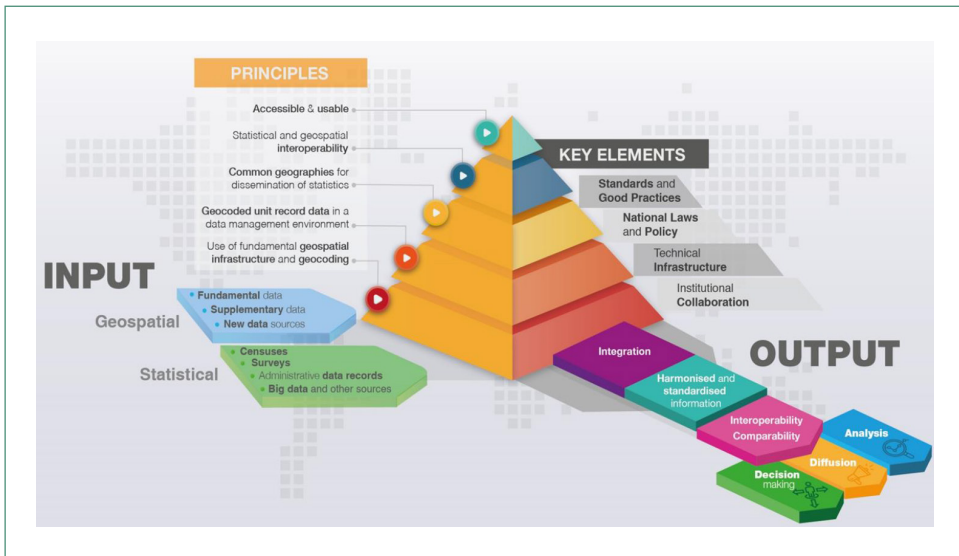 PRINCIPLES
Accessible & usable
Statistical and geospatial
interoperability
Common geographies for
dissemination of statistics
Geocoded unit record data in a
data management environment
Use of fundamental geospatial
infrastructure and geocoding
KEY ELEMENTS
Standards and
Good Practices
National Laws
and Policy
Technical
Infrastructure
Institutional
Collaboration
INPUT
Geospatial
• Fundamental data
• Supplementary data
• New data sources
Statistical
• Censuses
• Surveys
• Administrative data records
• Big data and other sources
OUTPUT
Integration
Harmonised and
standardised
information
Interoperability
Comparability
Analysis
Diffusion
Decision
making